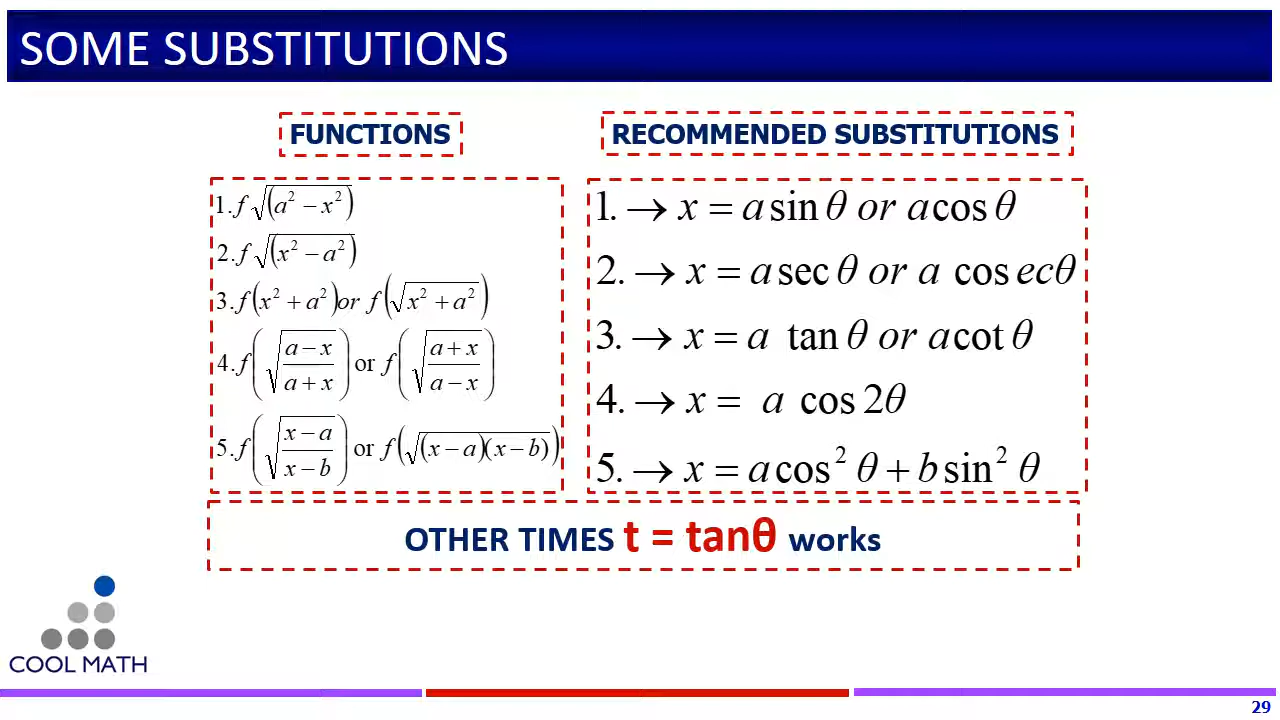 SOME SUBSTITUTIONS
FUNCTIONS
1. f√(a² − x²)
2. f√(x² − a²)
3. f(x² + a²) or f(√x² + a²)
4. f(√(a − x)/(a + x)) or f(√(a + x)/(a − x))
5. f(√(x − a)/(x − b)) or f(√(x − a)(x − b))
RECOMMENDED SUBSTITUTIONS
1. → x = a sin θ or a cos θ
2. → x = a sec θ or a cos ecθ
3. → x = a tan θ or a cot θ
4. → x = a cos 2θ
5. → x = a cos² θ + b sin² θ
OTHER TIMES t = tanθ works
COOL MATH
29